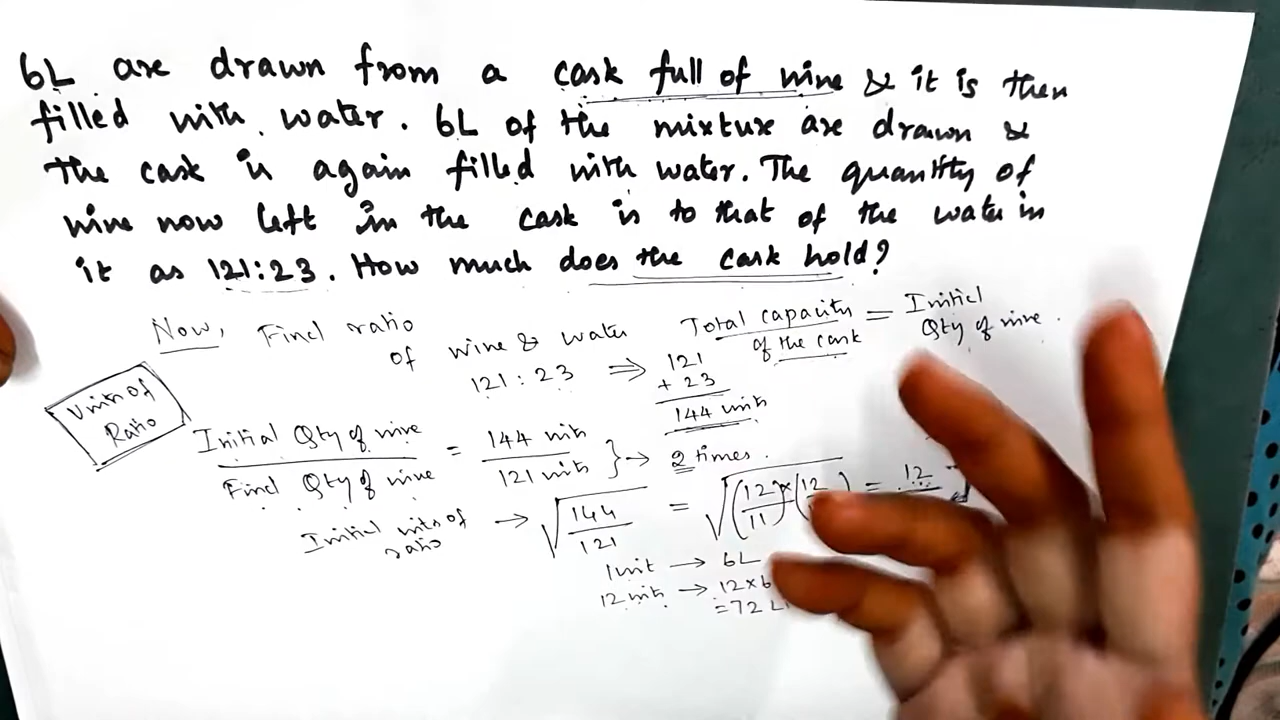 6L are drawn from a cask full of wine & it is then
filled with water. 6L of the mixture are drawn &
the cask is again filled with water. The quantity of
wine now left in the cask is to that of the water in
it as 121:23. How much does the cask hold?
Now, Final ratio
of wine & water
121 : 23 ⇒ 121
+ 23
144 units
Total capacity
of the cask
= Initial
Qty of wine.
Units of
Ratio
Initial Qty of wine
Final Qty of wine
= 144 units
121 units
} → 2 times.
Initial units of
ratio
→ √144/121 = √(12/11)×(12
= 12
1 unit → 6L
12 units → 12×6
= 72 L